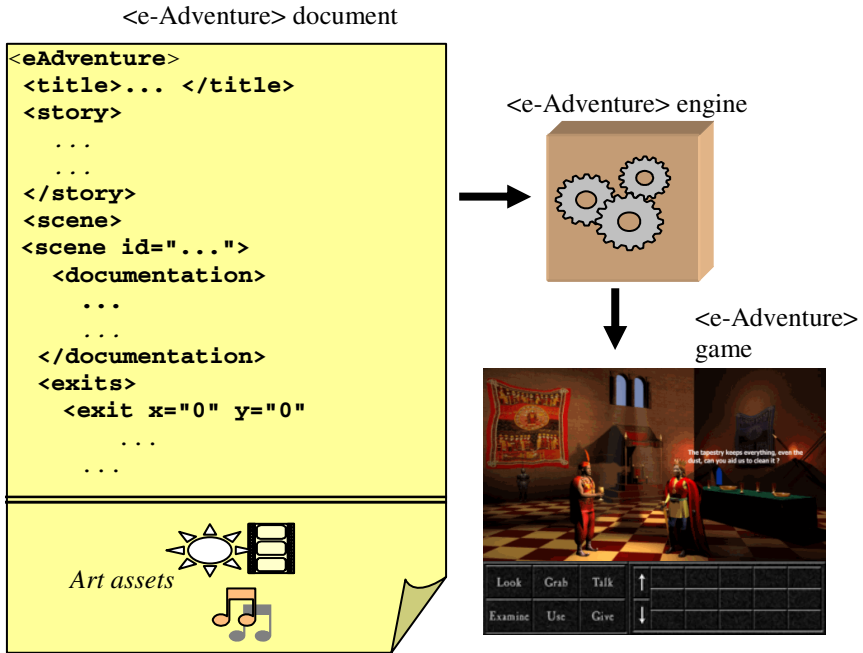 <e-Adventure> document
<eAdventure>
<title>... </title>
<story>
...
...
</story>
<scene>
<scene id="...">
<documentation>
...
...
</documentation>
<exits>
<exit x="0" y="0"
...
...
Art assets
<e-Adventure> engine
<e-Adventure>
game
The tapestry keeps everything, even the
dust, can you aid us to clean it ?
Look Grab Talk
Examine Use Give